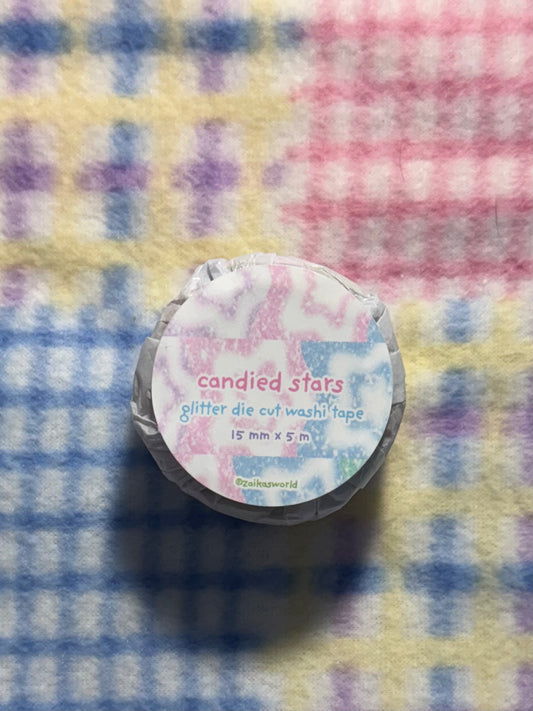 candied stars
glitter die cut washi tape
15 mm x 5 m
@zaikasworld